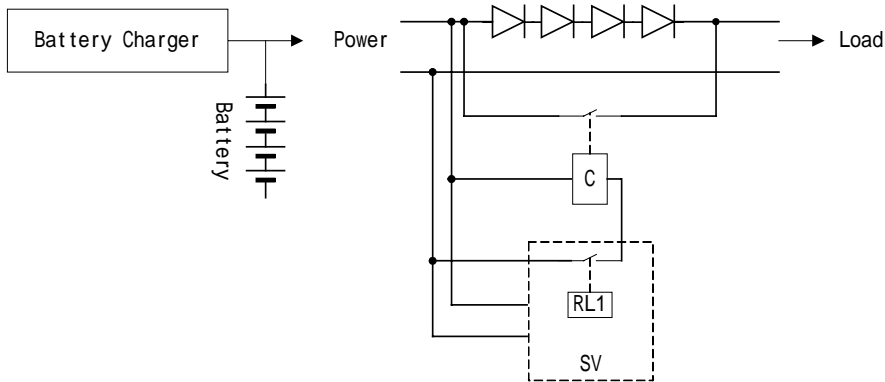 Battery Charger
Power
Load
Battery
C
RL1
SV